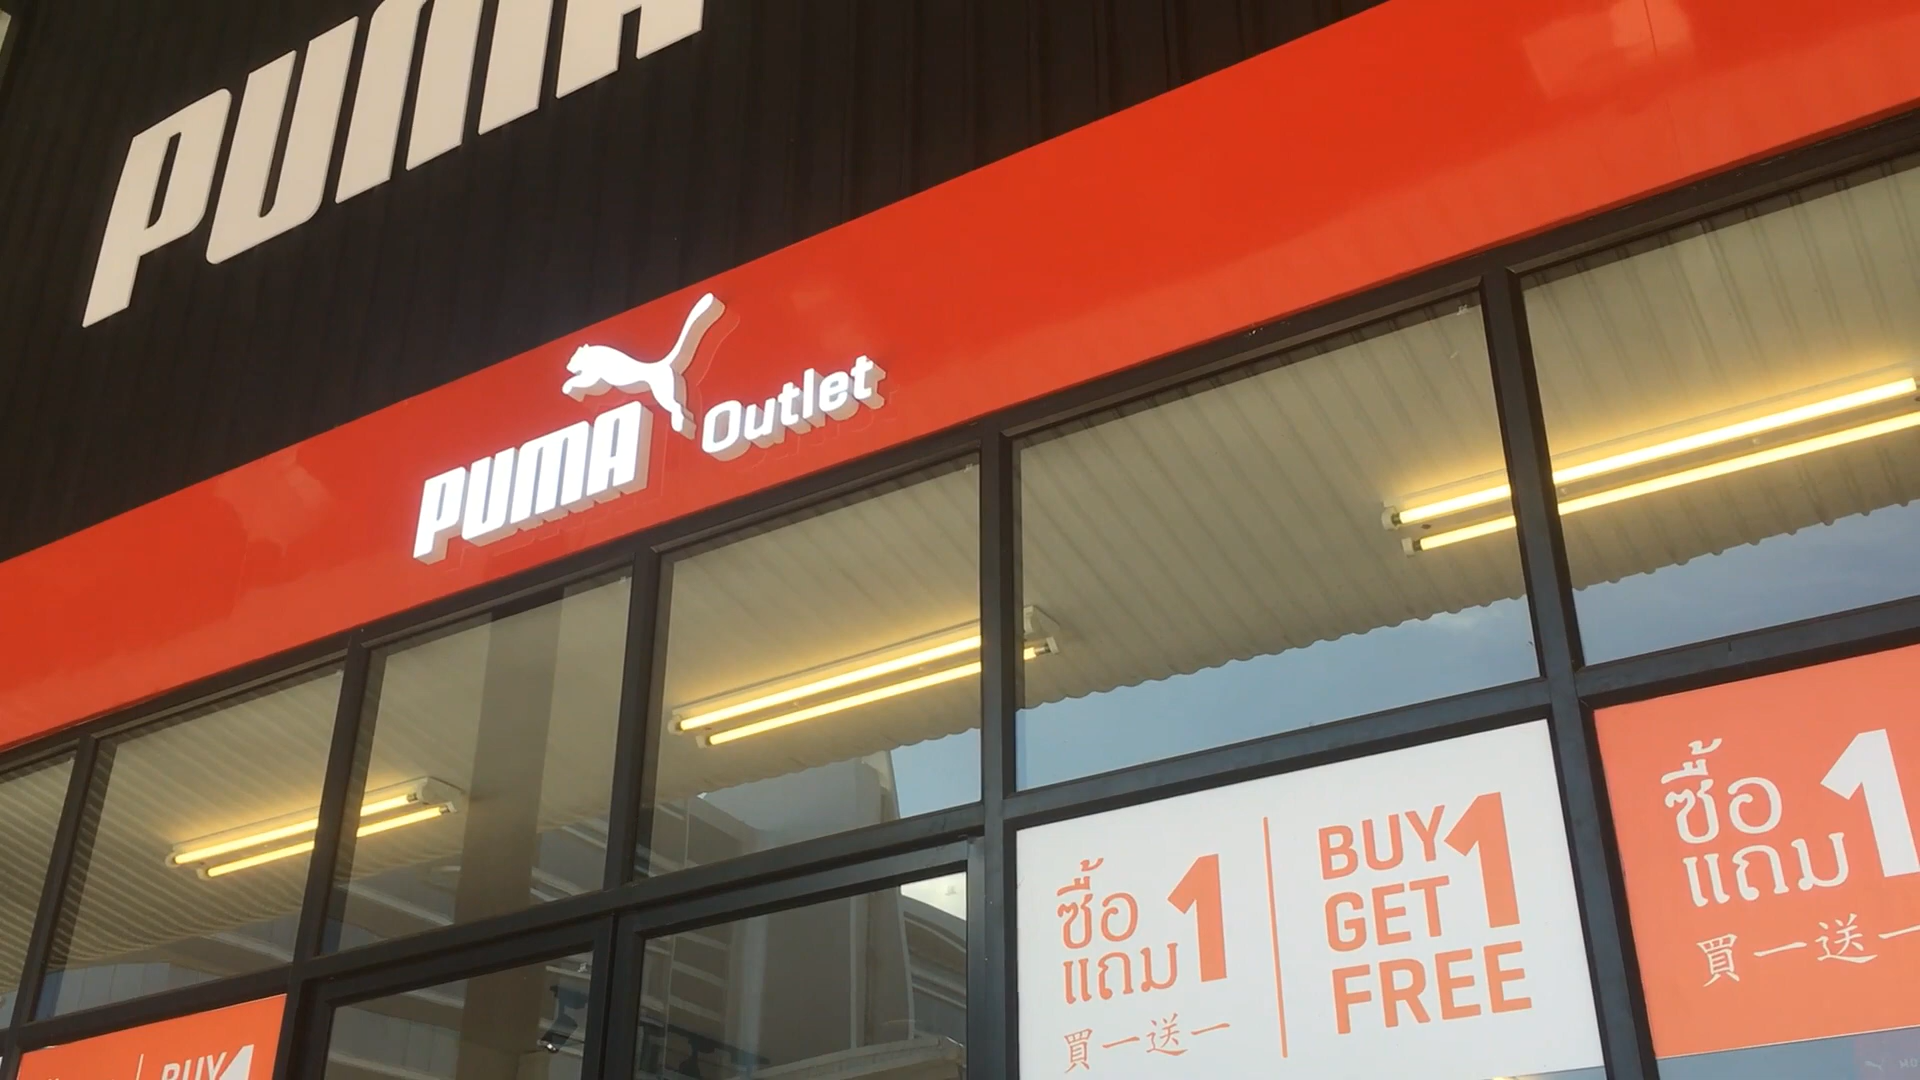 PUMA
PUMA Outlet
ซื้อ
แถม 1
買一送一
BUY 1
GET 1
FREE
ซื้อ
แถม 1
買一送一
BUY 1